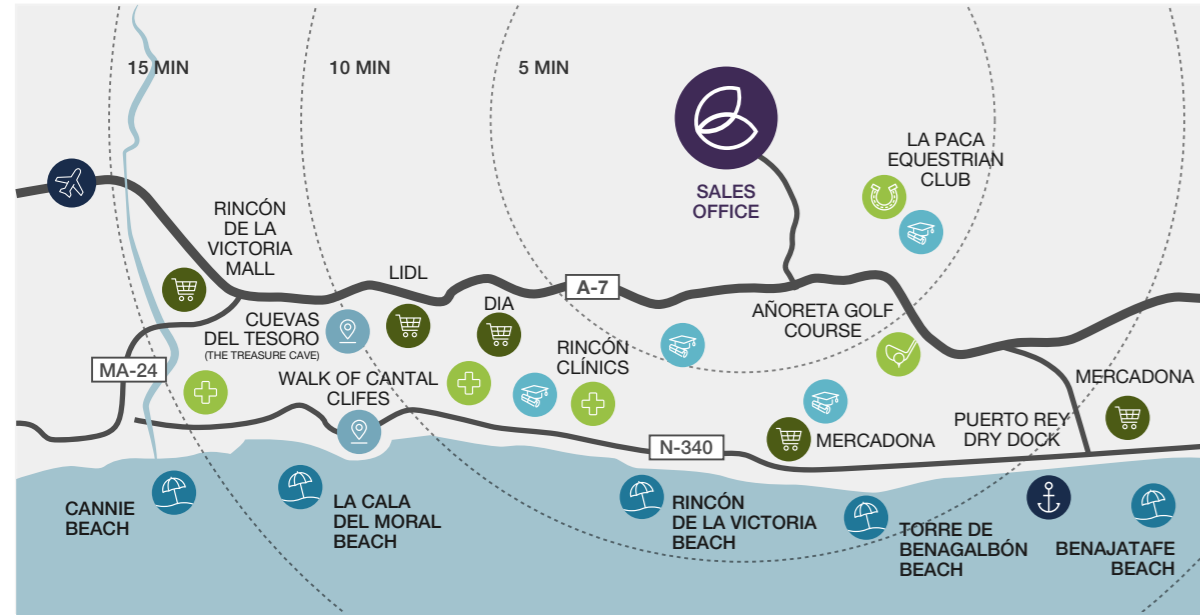 15 MIN
10 MIN
5 MIN
LA PACA
EQUESTRIAN
CLUB
SALES
OFFICE
RINCÓN
DE LA
VICTORIA
MALL
LIDL
A-7
DIA
AÑORETA GOLF
COURSE
CUEVAS
DEL TESORO
(THE TREASURE CAVE)
RINCÓN
CLÍNICS
MA-24
WALK OF CANTAL
CLIFES
MERCADONA
PUERTO REY
DRY DOCK
MERCADONA
N-340
CANNIE
BEACH
LA CALA
DEL MORAL
BEACH
RINCÓN
DE LA VICTORIA
BEACH
TORRE DE
BENAGALBÓN
BEACH
BENAJATAFE
BEACH